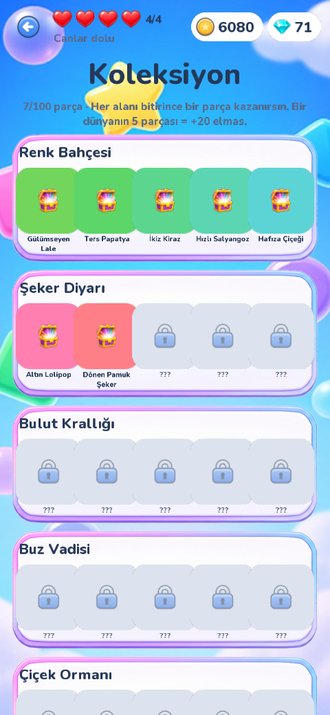 4/4
6080
71
Canlar dolu
Koleksiyon
7/100 parça · Her alanı bitirince bir parça kazanırsın. Bir
dünyanın 5 parçası = +20 elmas.
Renk Bahçesi
Gülümseyen Lale
Ters Papatya
İkiz Kiraz
Hızlı Salyangoz
Hafıza Çiçeği
Şeker Diyarı
Altın Lolipop
Dönen Pamuk Şeker
???
???
???
Bulut Krallığı
???
???
???
???
???
Buz Vadisi
???
???
???
???
???
Çiçek Ormanı